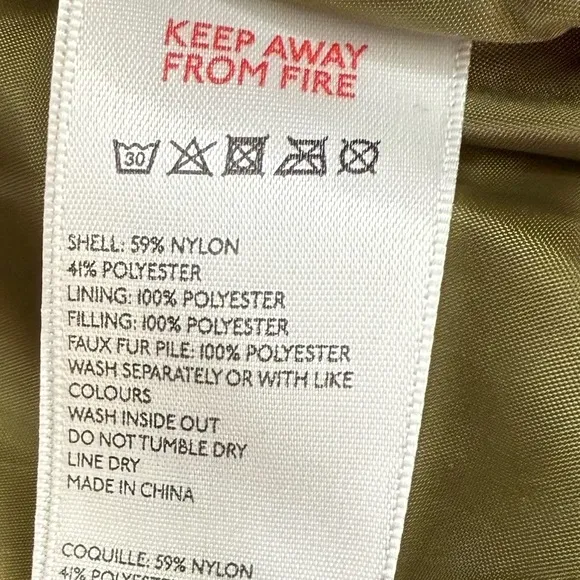 KEEP AWAY
FROM FIRE
30
SHELL: 59% NYLON
41% POLYESTER
LINING: 100% POLYESTER
FILLING: 100% POLYESTER
FAUX FUR PILE: 100% POLYESTER
WASH SEPARATELY OR WITH LIKE
COLOURS
WASH INSIDE OUT
DO NOT TUMBLE DRY
LINE DRY
MADE IN CHINA
COQUILLE: 59% NYLON
41% POLYESTER